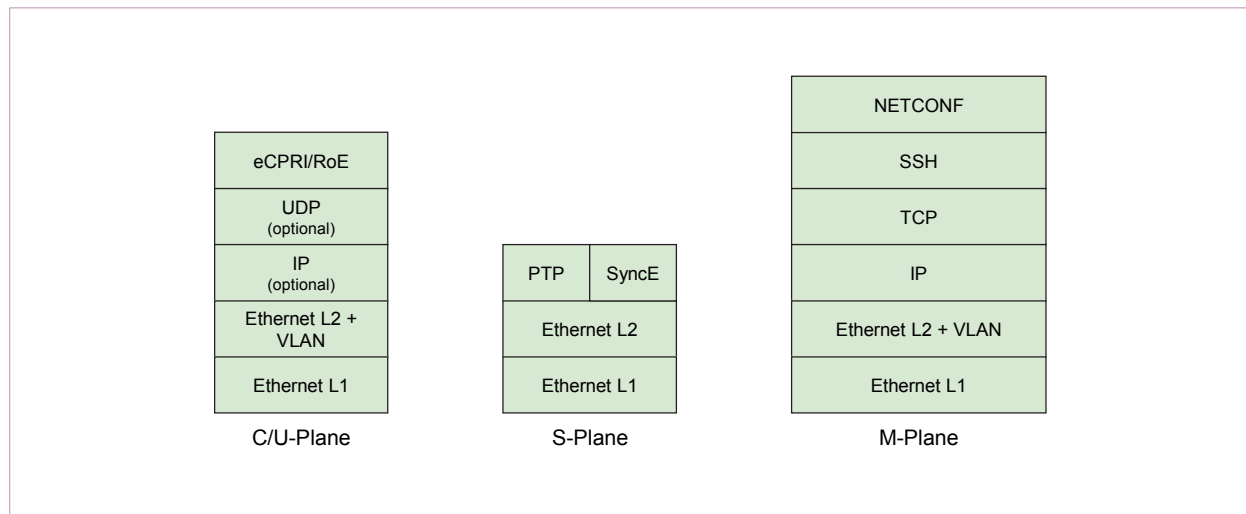 eCPRI/RoE
UDP
(optional)
IP
(optional)
Ethernet L2 +
VLAN
Ethernet L1
C/U-Plane
PTP
SyncE
Ethernet L2
Ethernet L1
S-Plane
NETCONF
SSH
TCP
IP
Ethernet L2 + VLAN
Ethernet L1
M-Plane